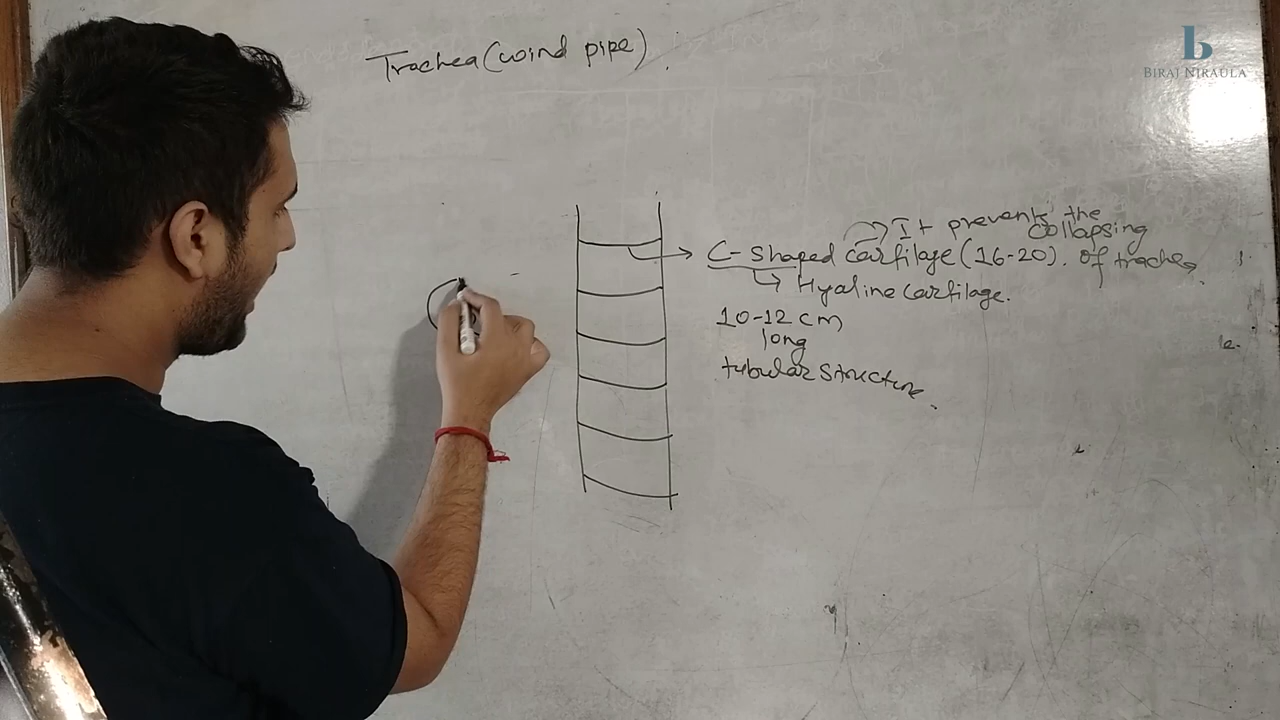 Trachea (wind pipe)
b
BIRAJ NIRAULA
It prevents the
collapsing
C-Shaped cartilage (16-20). of trachea
Hyaline cartilage.
10-12 cm
long
tubular structure.